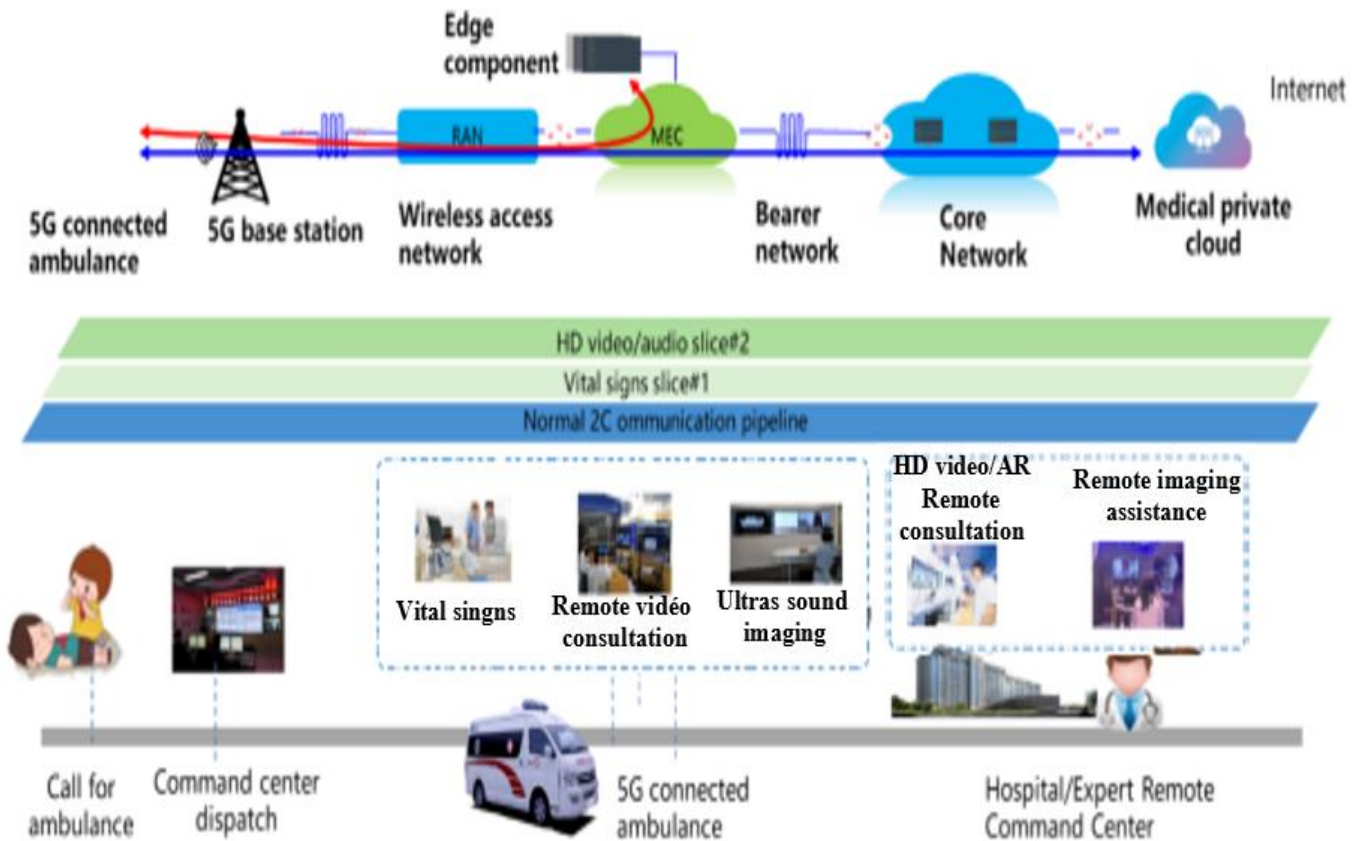 Edge
component
Internet
RAN
MEC
5G connected
ambulance
5G base station
Wireless access
network
Bearer
network
Core
Network
Medical private
cloud
HD video/audio slice#2
Vital signs slice#1
Normal 2C ommunication pipeline
HD video/AR
Remote
consultation
Remote imaging
assistance
Vital singns
Remote vidéo
consultation
Ultras sound
imaging
Call for
ambulance
Command center
dispatch
5G connected
ambulance
Hospital/Expert Remote
Command Center